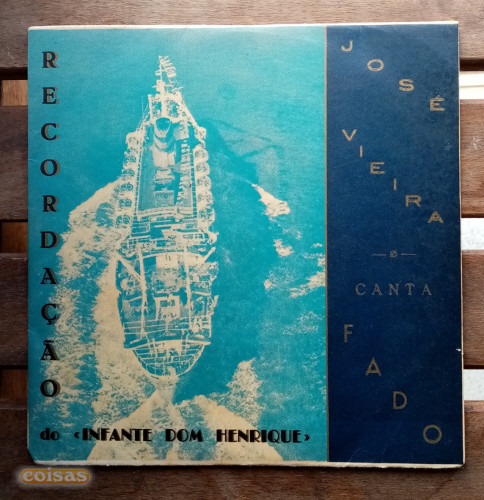 RECORDAÇÃO
do «INFANTE DOM HENRIQUE»
JOSÉ
VIEIRA
CANTA
FADO
coisas